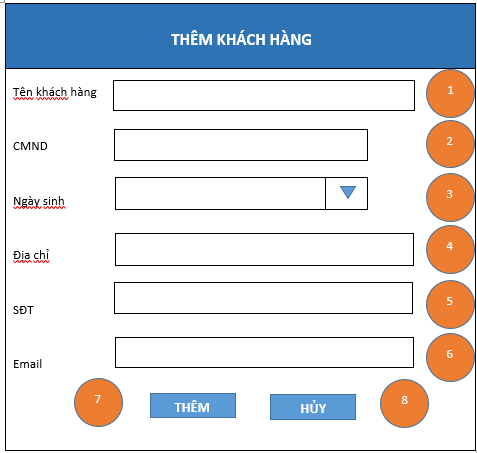 THÊM KHÁCH HÀNG
Tên khách hàng
1
CMND
2
Ngày sinh
3
Địa chỉ
4
SĐT
5
Email
6
7
THÊM
HỦY
8